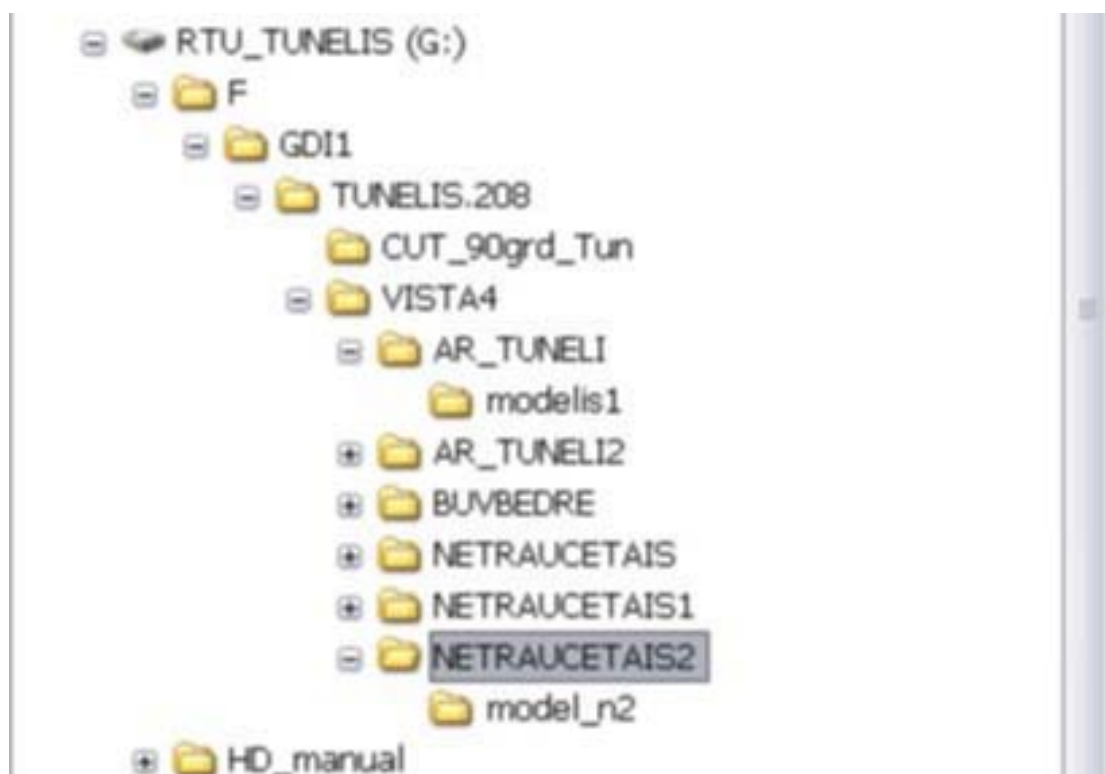 RTU_TUNELIS (G:)
F
GDI1
TUNELIS.208
CUT_90grd_Tun
VISTA4
AR_TUNELI
modelis1
AR_TUNELI2
BUVBEDRE
NETRAUCETAIS
NETRAUCETAIS1
NETRAUCETAIS2
model_n2
HD_manual